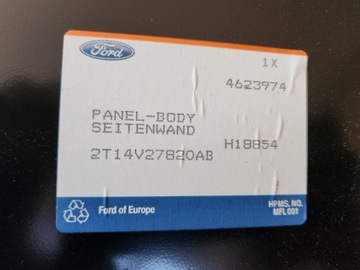 Ford
1X
4623974
PANEL-BODY
SEITENWAND
H18854
2T14V27820AB
Ford of Europe
HPMS. NO.
MFL001